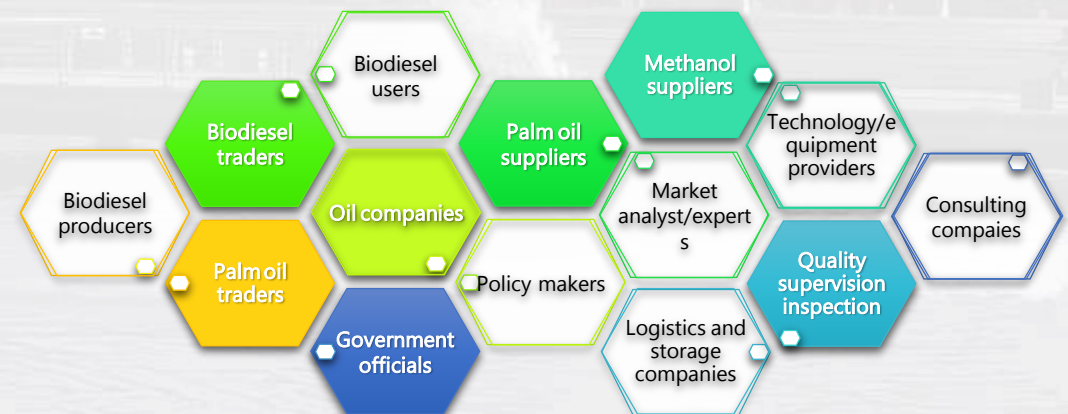 Biodiesel
users
Methanol
suppliers
Biodiesel
traders
Palm oil
suppliers
Technology/e
quipment
providers
Biodiesel
producers
Oil companies
Market
analyst/expert
s
Consulting
compaies
Palm oil
traders
Policy makers
Quality
supervision
inspection
Government
officials
Logistics and
storage
companies